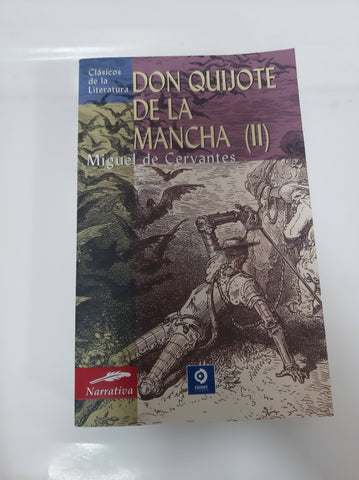 Clásicos
de la
Literatura
DON QUIJOTE
DE LA
MANCHA (II)
Miguel de Cervantes
Narrativa